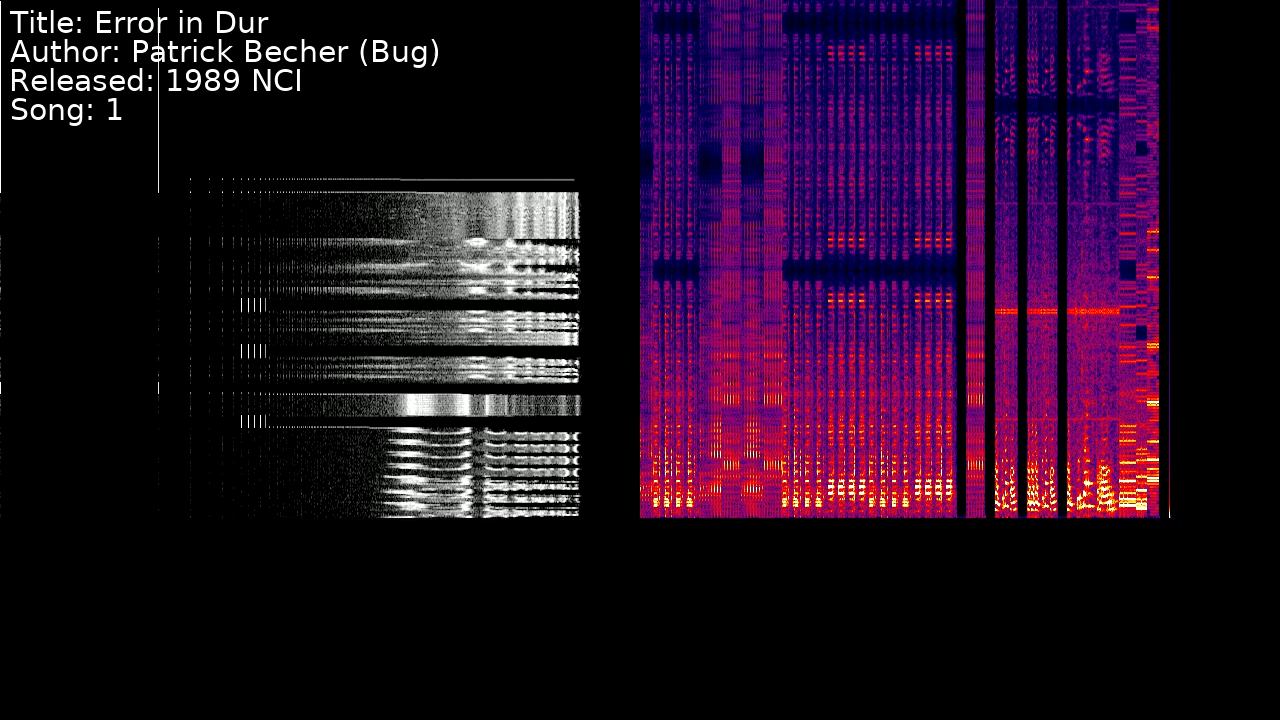 Title: Error in Dur
Author: Patrick Becher (Bug)
Released: 1989 NCI
Song: 1